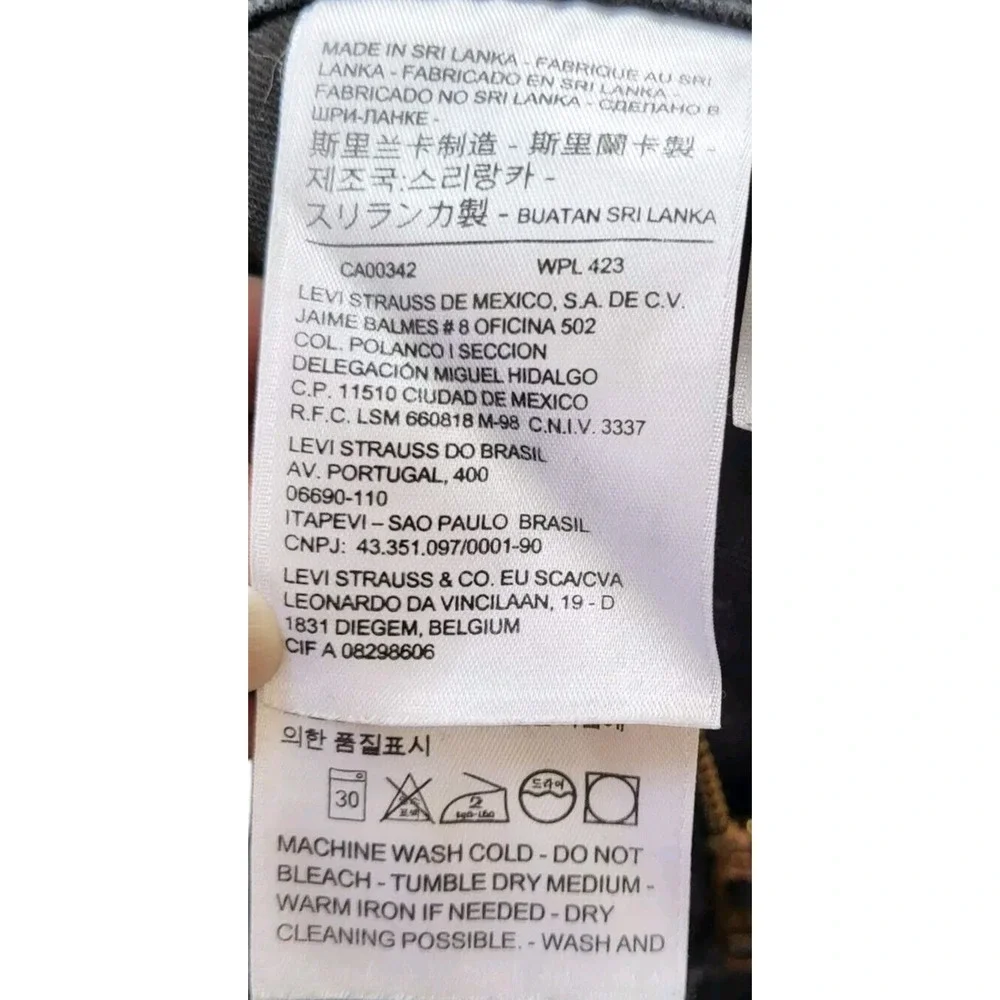 MADE IN SRI LANKA - FABRIQUE AU SRI
LANKA - FABRICADO EN SRI LANKA -
FABRICADO NO SRI LANKA - СДЕЛАНО В
ШРИ-ЛАНКЕ -
斯里兰卡制造 - 斯里蘭卡製 -
제조국:스리랑카 -
スリランカ製 - BUATAN SRI LANKA
CA00342 WPL 423
LEVI STRAUSS DE MEXICO, S.A. DE C.V.
JAIME BALMES # 8 OFICINA 502
COL. POLANCO I SECCION
DELEGACIÓN MIGUEL HIDALGO
C.P. 11510 CIUDAD DE MEXICO
R.F.C. LSM 660818 M-98 C.N.I.V. 3337
LEVI STRAUSS DO BRASIL
AV. PORTUGAL, 400
06690-110
ITAPEVI – SAO PAULO BRASIL
CNPJ: 43.351.097/0001-90
LEVI STRAUSS & CO. EU SCA/CVA
LEONARDO DA VINCILAAN, 19 - D
1831 DIEGEM, BELGIUM
CIF A 08298606
의한 품질표시
30 2 드라이
MACHINE WASH COLD - DO NOT
BLEACH - TUMBLE DRY MEDIUM -
WARM IRON IF NEEDED - DRY
CLEANING POSSIBLE. - WASH AND